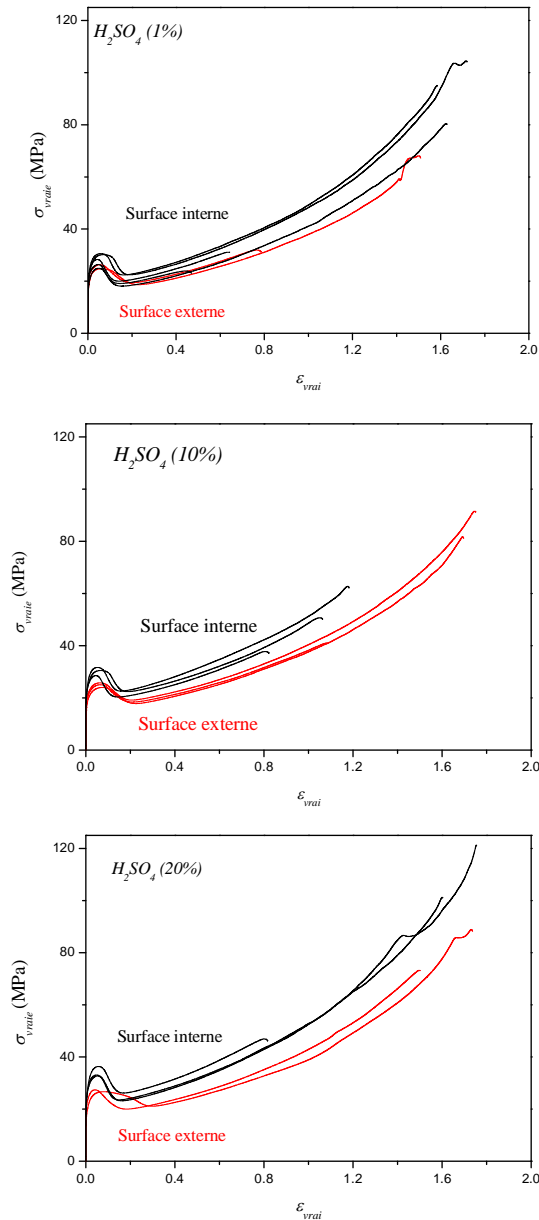 H₂SO₄ (1%)
120
80
40
0
σvraie (MPa)
Surface interne
Surface externe
0.0 0.4 0.8 1.2 1.6 2.0
εvrai
H₂SO₄ (10%)
120
80
40
0
σvraie (MPa)
Surface interne
Surface externe
0.0 0.4 0.8 1.2 1.6 2.0
εvrai
H₂SO₄ (20%)
120
80
40
0
σvraie (MPa)
Surface interne
Surface externe
0.0 0.4 0.8 1.2 1.6 2.0
εvrai